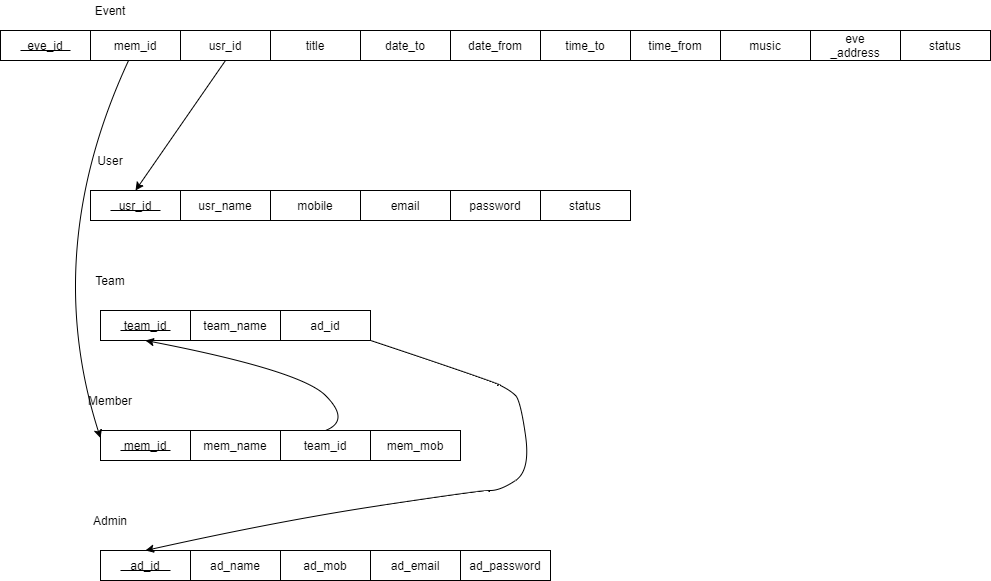 Event
eve_id mem_id usr_id title date_to date_from time_to time_from music eve _address status
User
usr_id usr_name mobile email password status
Team
team_id team_name ad_id
Member
mem_id mem_name team_id mem_mob
Admin
ad_id ad_name ad_mob ad_email ad_password